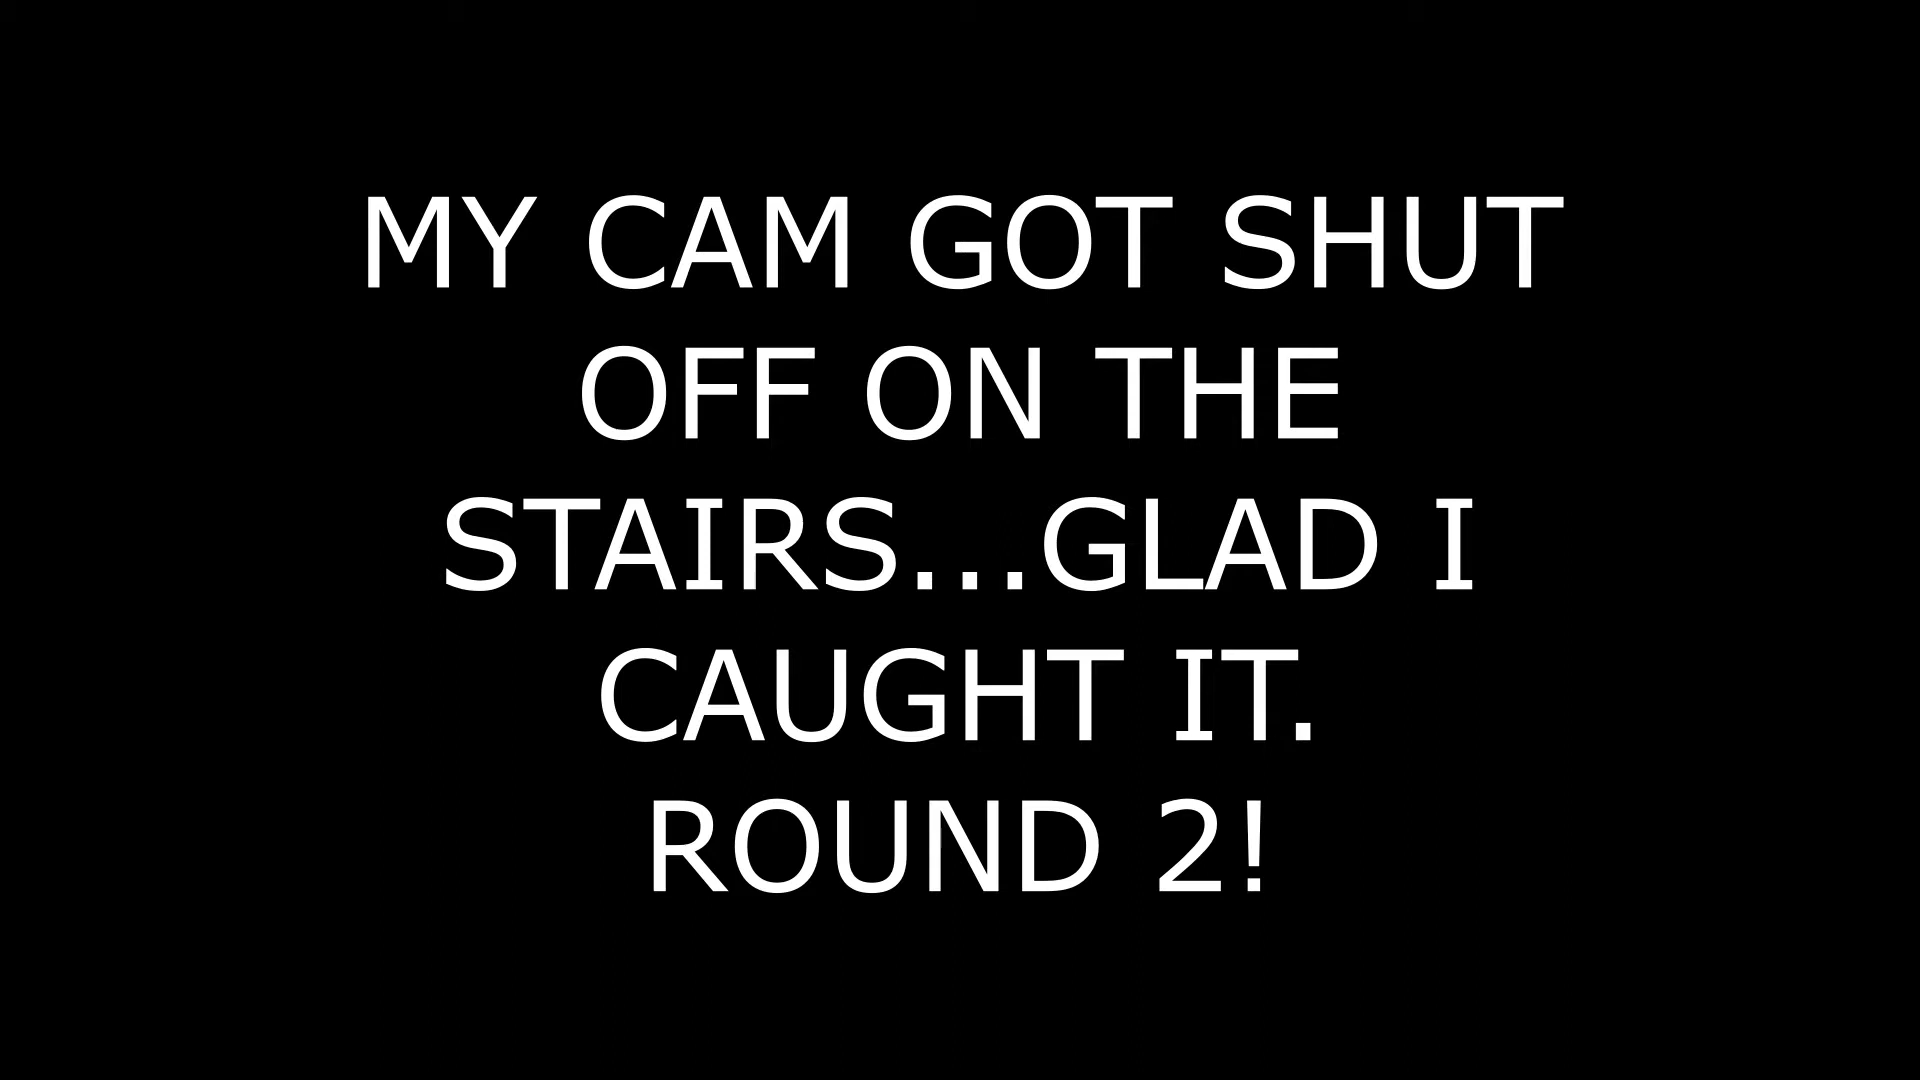 MY CAM GOT SHUT
OFF ON THE
STAIRS...GLAD I
CAUGHT IT.
ROUND 2!